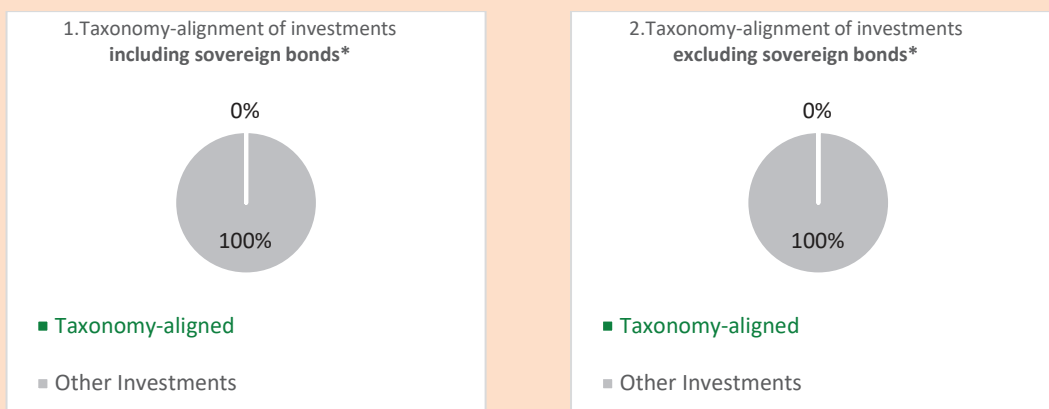 1.Taxonomy-alignment of investments
including sovereign bonds*
0%
100%
Taxonomy-aligned
Other Investments
2.Taxonomy-alignment of investments
excluding sovereign bonds*
0%
100%
Taxonomy-aligned
Other Investments